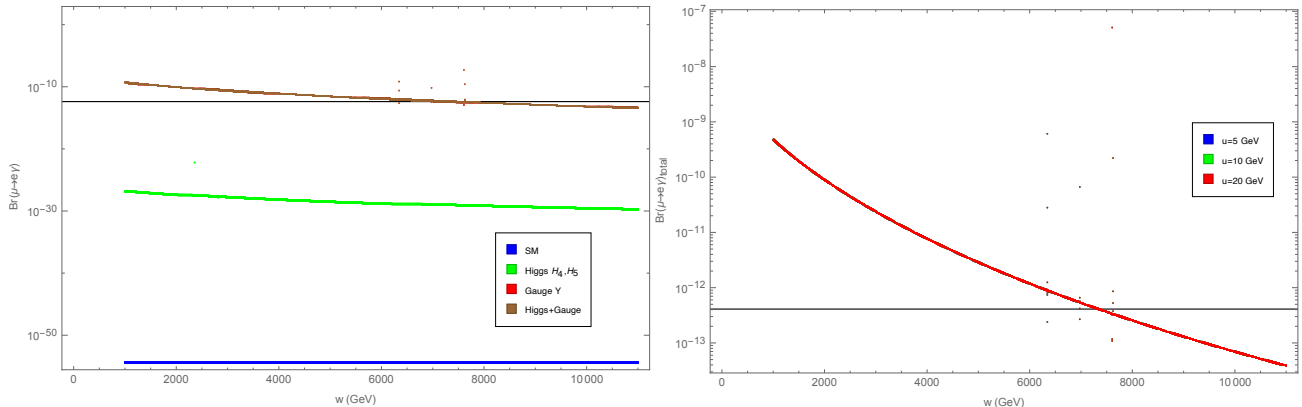 Br(μ→eγ)
10⁻¹⁰
10⁻³⁰
10⁻⁵⁰
SM
Higgs H₄,H₅
Gauge Y
Higgs+Gauge
0 2000 4000 6000 8000 10000
w (GeV)
Br(μ→eγ)total
10⁻⁷
10⁻⁸
10⁻⁹
10⁻¹⁰
10⁻¹¹
10⁻¹²
10⁻¹³
u=5 GeV
u=10 GeV
u=20 GeV
0 2000 4000 6000 8000 10000
w (GeV)